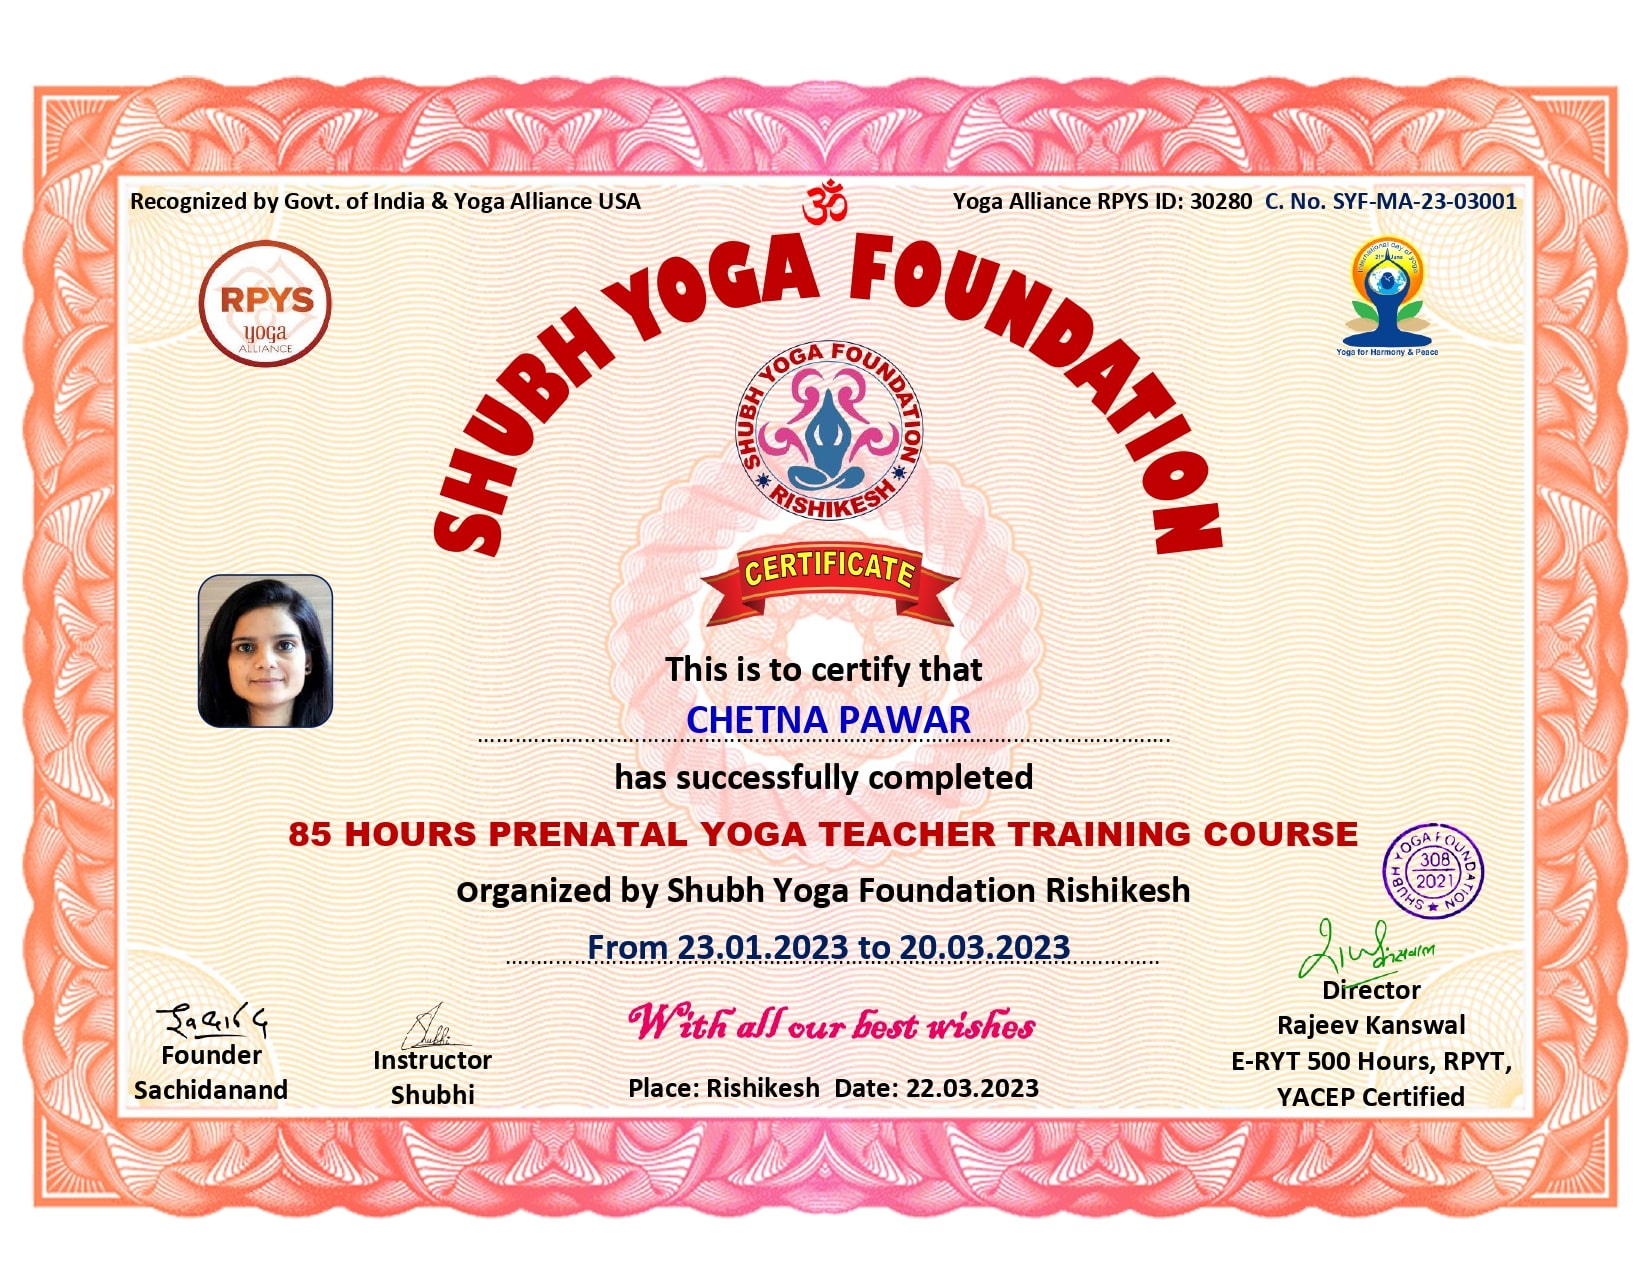 Recognized by Govt. of India & Yoga Alliance USA
ॐ
Yoga Alliance RPYS ID: 30280 C. No. SYF-MA-23-03001
RPYS
yoga
ALLIANCE
International day of yoga
21st June
Yoga for Harmony & Peace
SHUBH YOGA FOUNDATION
SHUBH YOGA FOUNDATION
RISHIKESH
CERTIFICATE
This is to certify that
CHETNA PAWAR
has successfully completed
85 HOURS PRENATAL YOGA TEACHER TRAINING COURSE
organized by Shubh Yoga Foundation Rishikesh
From 23.01.2023 to 20.03.2023
SHUBH YOGA FOUNDATION
308
2021
With all our best wishes
Place: Rishikesh Date: 22.03.2023
Founder
Sachidanand
Shubhi
Instructor
Shubhi
Director
Rajeev Kanswal
E-RYT 500 Hours, RPYT,
YACEP Certified